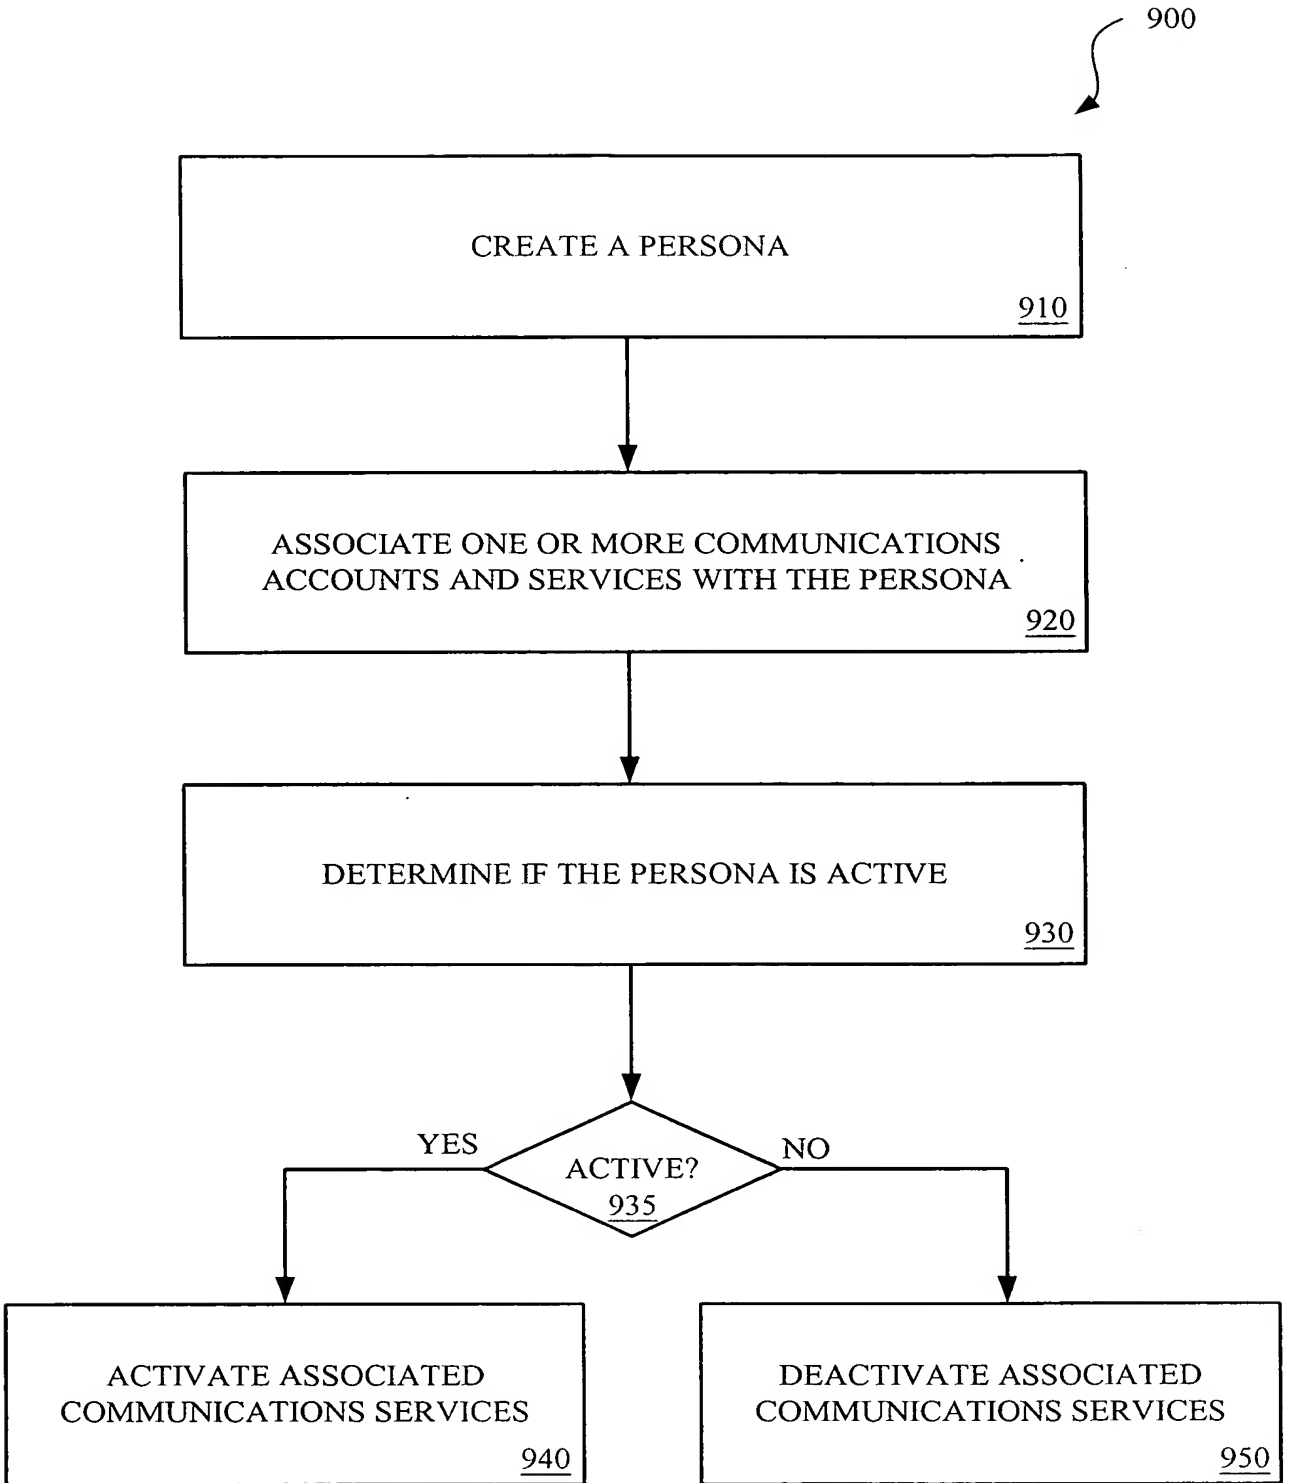 900
CREATE A PERSONA
910
ASSOCIATE ONE OR MORE COMMUNICATIONS
ACCOUNTS AND SERVICES WITH THE PERSONA
920
DETERMINE IF THE PERSONA IS ACTIVE
930
YES
NO
ACTIVE?
935
ACTIVATE ASSOCIATED
COMMUNICATIONS SERVICES
940
DEACTIVATE ASSOCIATED
COMMUNICATIONS SERVICES
950